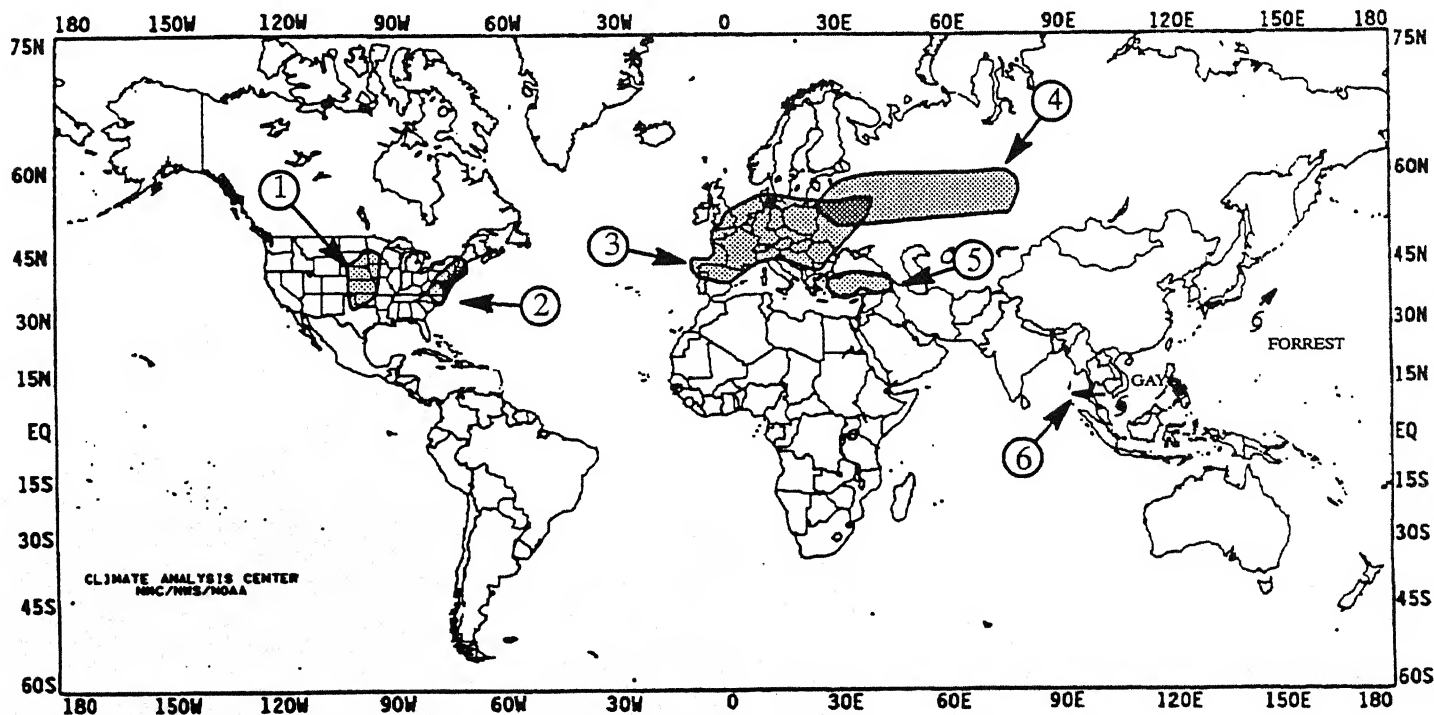 180 150W 120W 90W 60W 30W 0 30E 60E 90E 120E 150E 180
75N 75N
60N 60N
45N 45N
30N 30N
15N 15N
EQ EQ
15S 15S
30S 30S
45S 45S
60S 60S
4
1
3
5
2
FORREST
GAY
6
CLIMATE ANALYSIS CENTER
NMC/NWS/NOAA
180 150W 120W 90W 60W 30W 0 30E 60E 90E 120E 150E 180